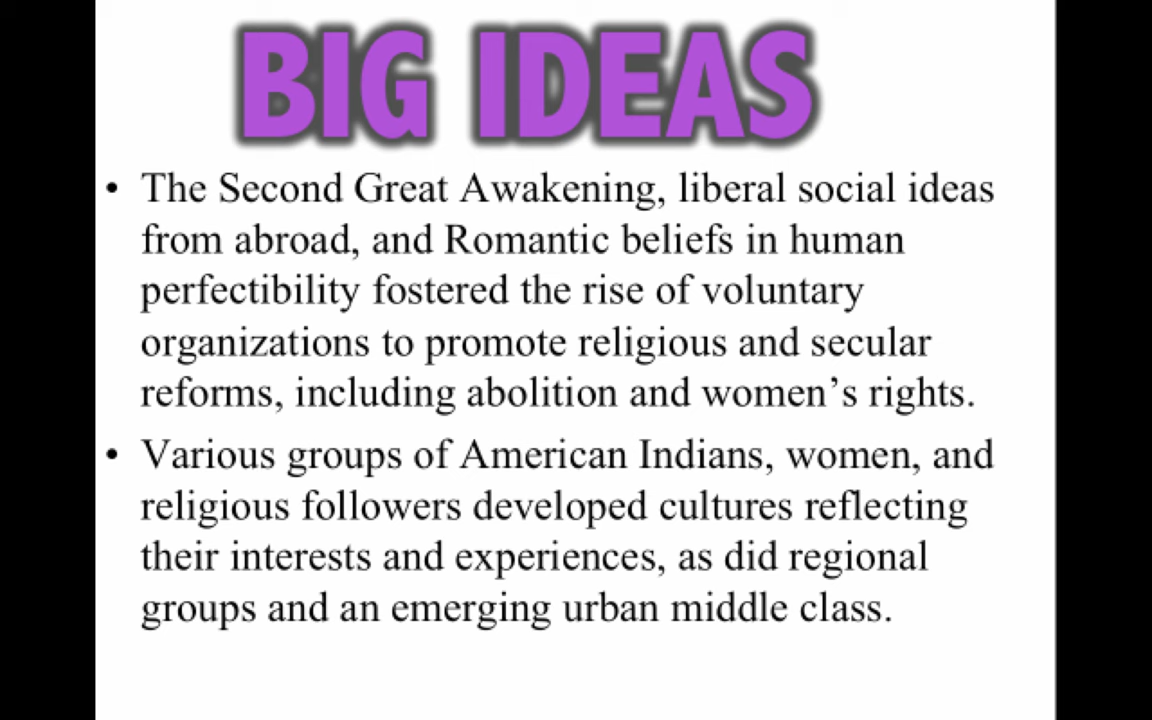 BIG IDEAS
• The Second Great Awakening, liberal social ideas
from abroad, and Romantic beliefs in human
perfectibility fostered the rise of voluntary
organizations to promote religious and secular
reforms, including abolition and women’s rights.
• Various groups of American Indians, women, and
religious followers developed cultures reflecting
their interests and experiences, as did regional
groups and an emerging urban middle class.